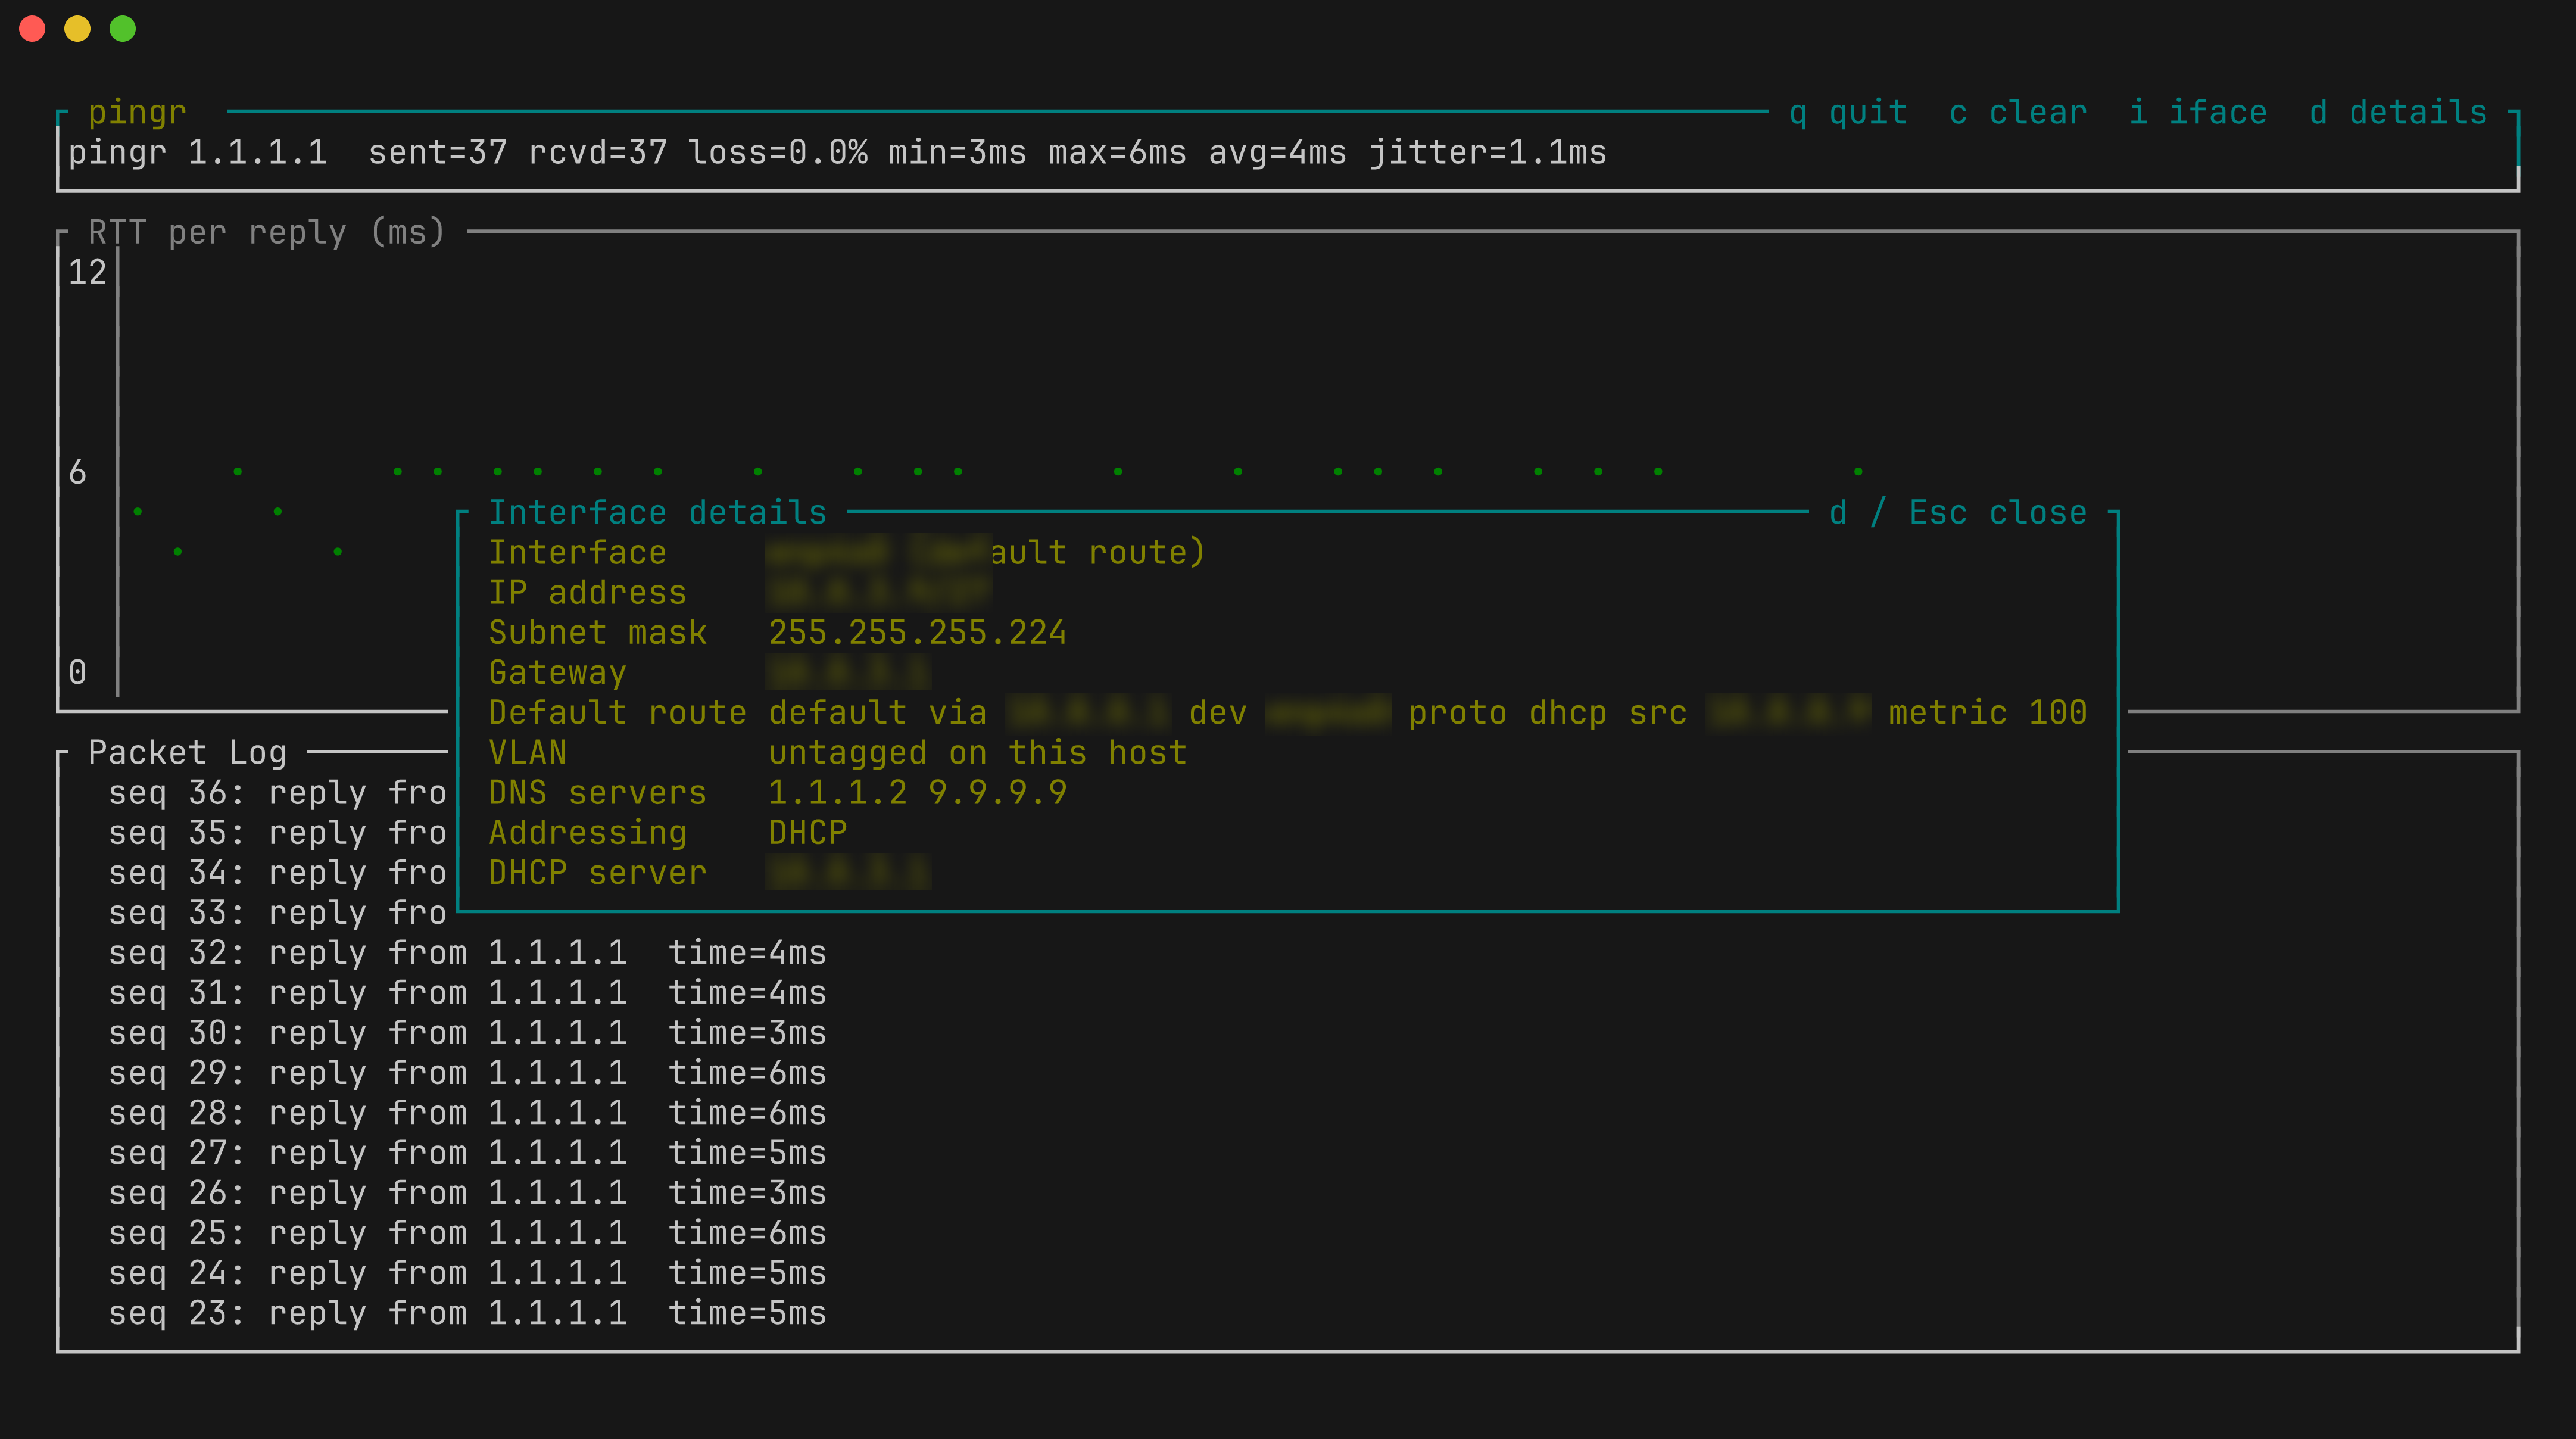 pingr q quit c clear i iface d details
pingr 1.1.1.1 sent=37 rcvd=37 loss=0.0% min=3ms max=6ms avg=4ms jitter=1.1ms
RTT per reply (ms)
12
6
0
Interface details d / Esc close
Interface ault route)
IP address
Subnet mask 255.255.255.224
Gateway
Default route default via dev proto dhcp src metric 100
VLAN untagged on this host
DNS servers 1.1.1.2 9.9.9.9
Addressing DHCP
DHCP server
Packet Log
seq 36: reply fro
seq 35: reply fro
seq 34: reply fro
seq 33: reply fro
seq 32: reply from 1.1.1.1 time=4ms
seq 31: reply from 1.1.1.1 time=4ms
seq 30: reply from 1.1.1.1 time=3ms
seq 29: reply from 1.1.1.1 time=6ms
seq 28: reply from 1.1.1.1 time=6ms
seq 27: reply from 1.1.1.1 time=5ms
seq 26: reply from 1.1.1.1 time=3ms
seq 25: reply from 1.1.1.1 time=6ms
seq 24: reply from 1.1.1.1 time=5ms
seq 23: reply from 1.1.1.1 time=5ms